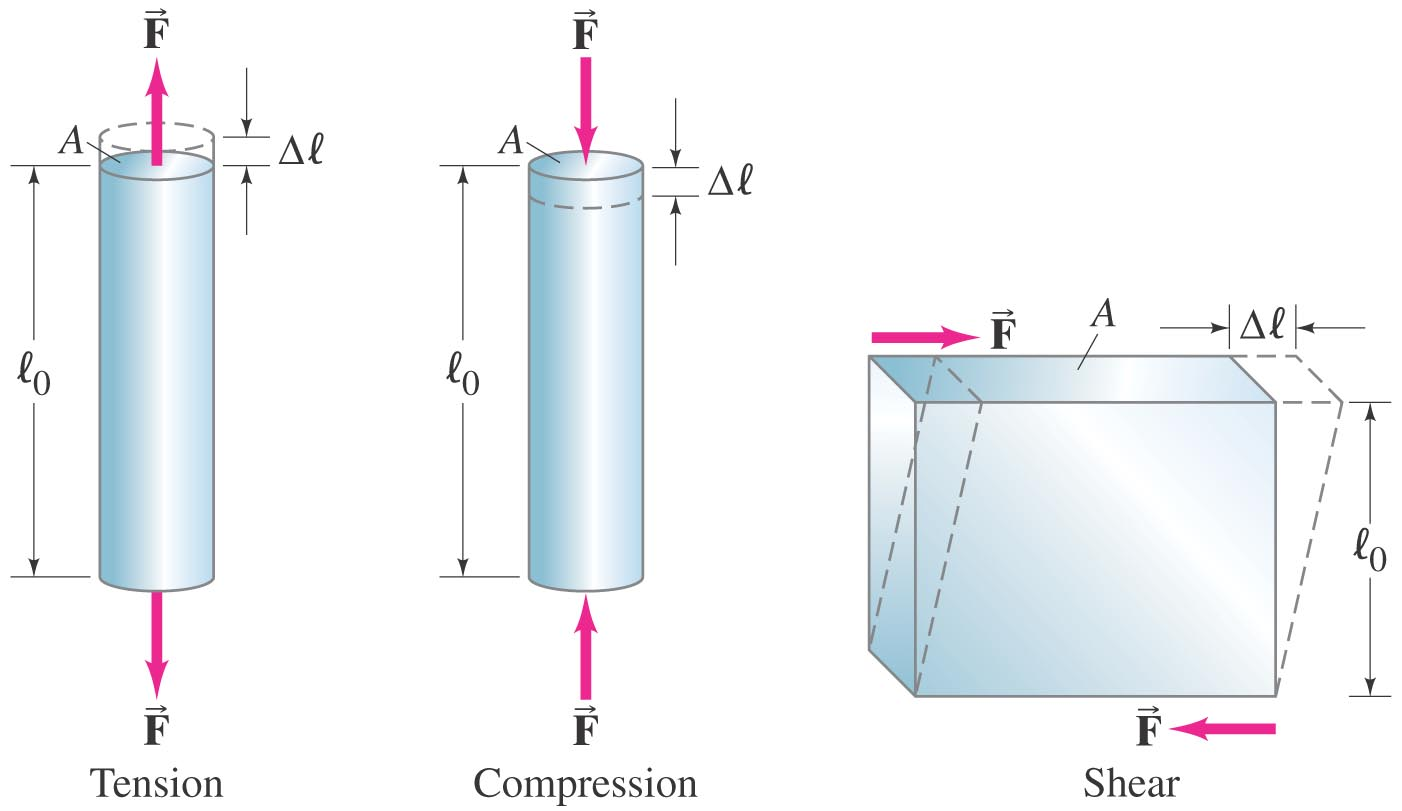 F⃗
A
Δℓ
ℓ₀
F⃗
Tension
F⃗
A
Δℓ
ℓ₀
F⃗
Compression
F⃗
A
Δℓ
ℓ₀
F⃗
Shear